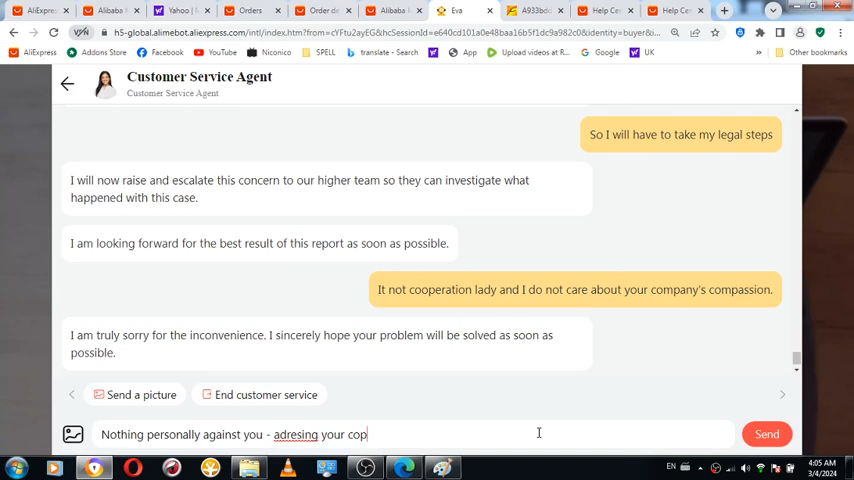 AliExpress
Alibaba
Yahoo
Orders
Order de
Alibaba
Eva
A933bdc
Help Cen
Help Cen
h5-global.alimebot.aliexpress.com/intl/index.htm?from=cYFtu2ayEG&hcSessionId=e640cd101a0e48baa16b5f1dc9a982c0&identity=buyer&i...
VPN
AliExpress
Addons Store
Facebook
YouTube
Niconico
SPELL
translate - Search
App
Upload videos at r...
Google
UK
Other bookmarks
Customer Service Agent
Customer Service Agent
So I will have to take my legal steps
I will now raise and escalate this concern to our higher team so they can investigate what
happened with this case.
I am looking forward for the best result of this report as soon as possible.
It not cooperation lady and I do not care about your company's compassion.
I am truly sorry for the inconvenience. I sincerely hope your problem will be solved as soon as
possible.
Send a picture
End customer service
Nothing personally against you - adresing your cop
Send
EN
4:05 AM
3/4/2024